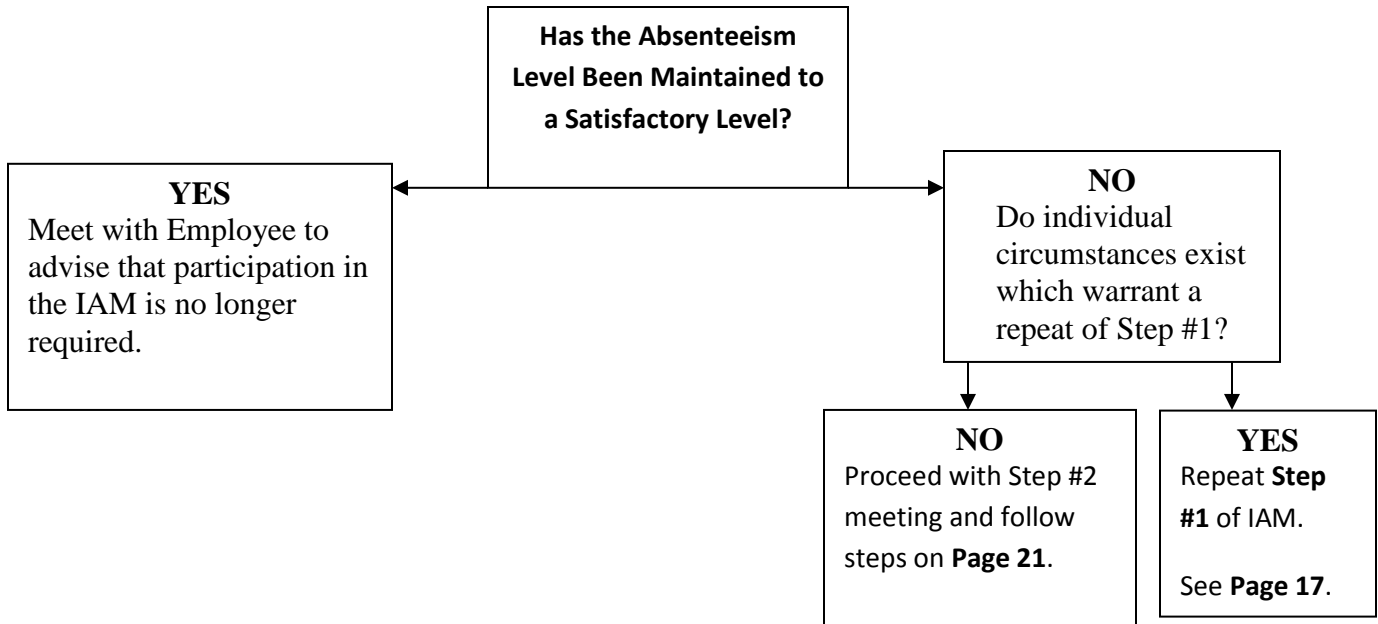 Has the Absenteeism
Level Been Maintained to
a Satisfactory Level?
YES
Meet with Employee to
advise that participation in
the IAM is no longer
required.
NO
Do individual
circumstances exist
which warrant a
repeat of Step #1?
NO
Proceed with Step #2
meeting and follow
steps on Page 21.
YES
Repeat Step
#1 of IAM.
See Page 17.